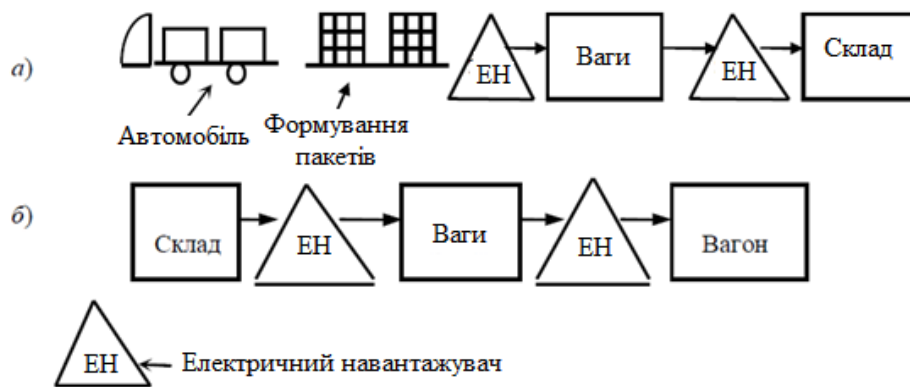 а)
Автомобіль
Формування
пакетів
ЕН
Ваги
ЕН
Склад
б)
Склад
ЕН
Ваги
ЕН
Вагон
ЕН
Електричний навантажувач